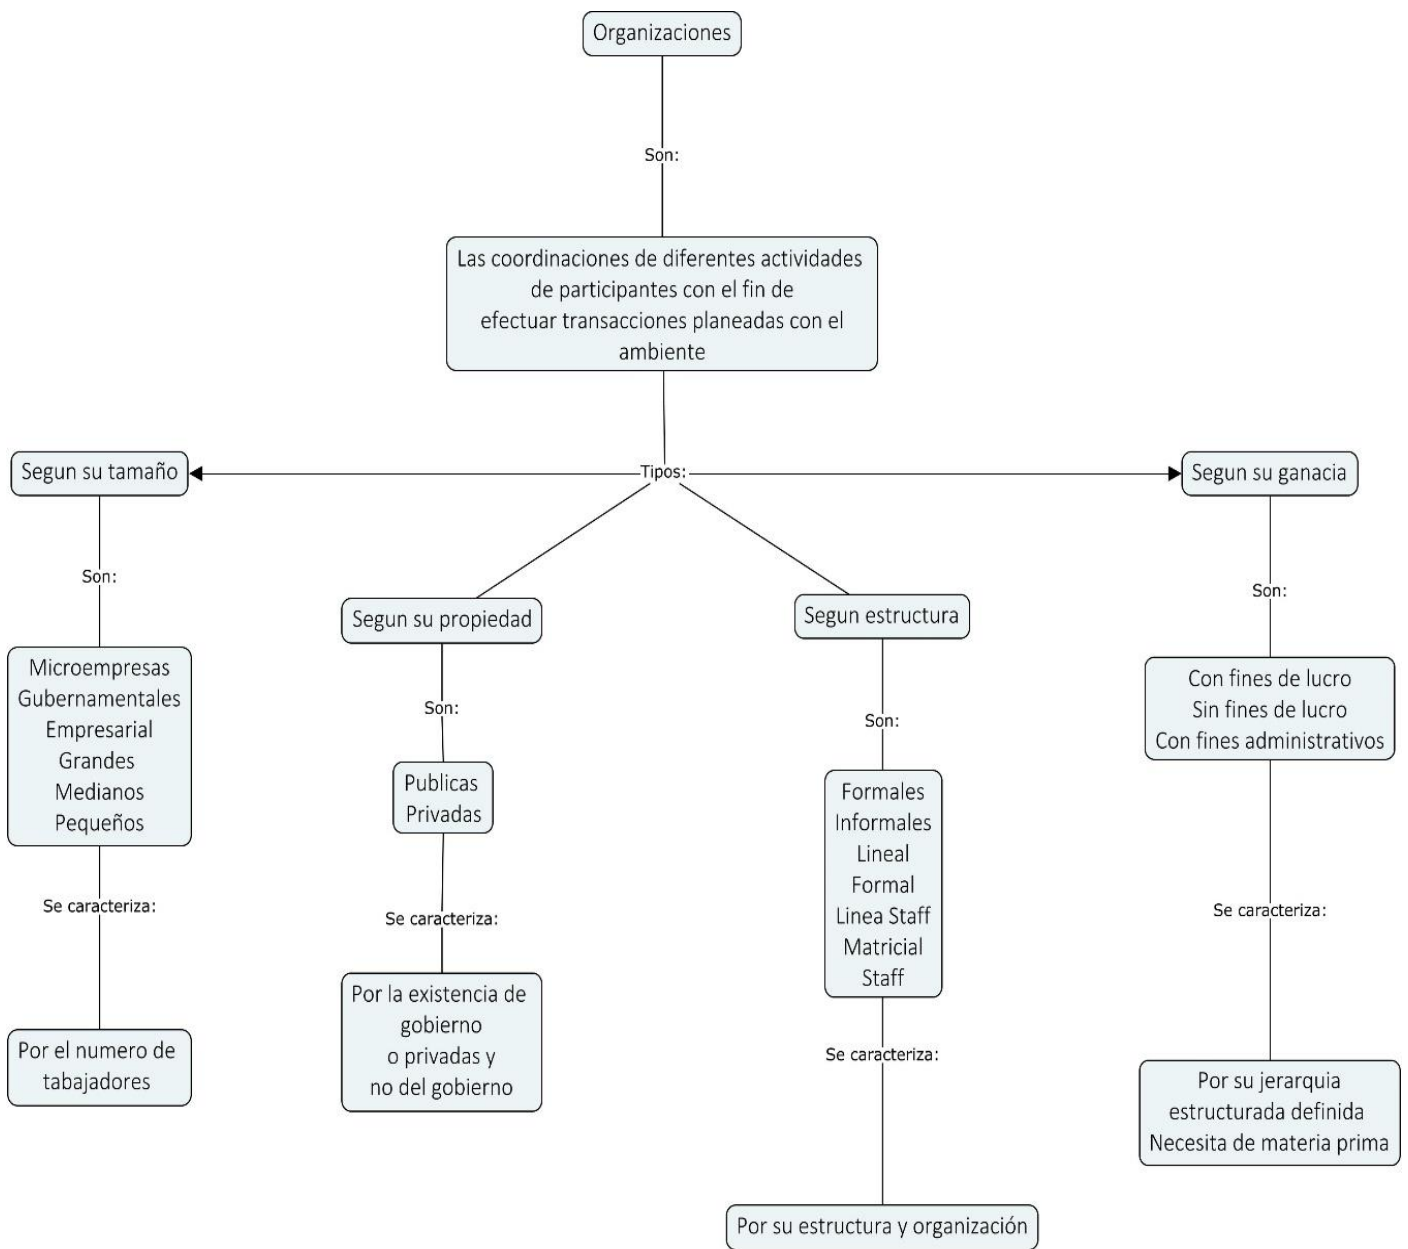 Organizaciones
Son:
Las coordinaciones de diferentes actividades
de participantes con el fin de
efectuar transacciones planeadas con el
ambiente
Tipos:
Segun su tamaño
Son:
Microempresas
Gubernamentales
Empresarial
Grandes
Medianos
Pequeños
Se caracteriza:
Por el numero de
tabajadores
Segun su propiedad
Son:
Publicas
Privadas
Se caracteriza:
Por la existencia de
gobierno
o privadas y
no del gobierno
Segun estructura
Son:
Formales
Informales
Lineal
Formal
Linea Staff
Matricial
Staff
Se caracteriza:
Por su estructura y organización
Segun su ganacia
Son:
Con fines de lucro
Sin fines de lucro
Con fines administrativos
Se caracteriza:
Por su jerarquia
estructurada definida
Necesita de materia prima